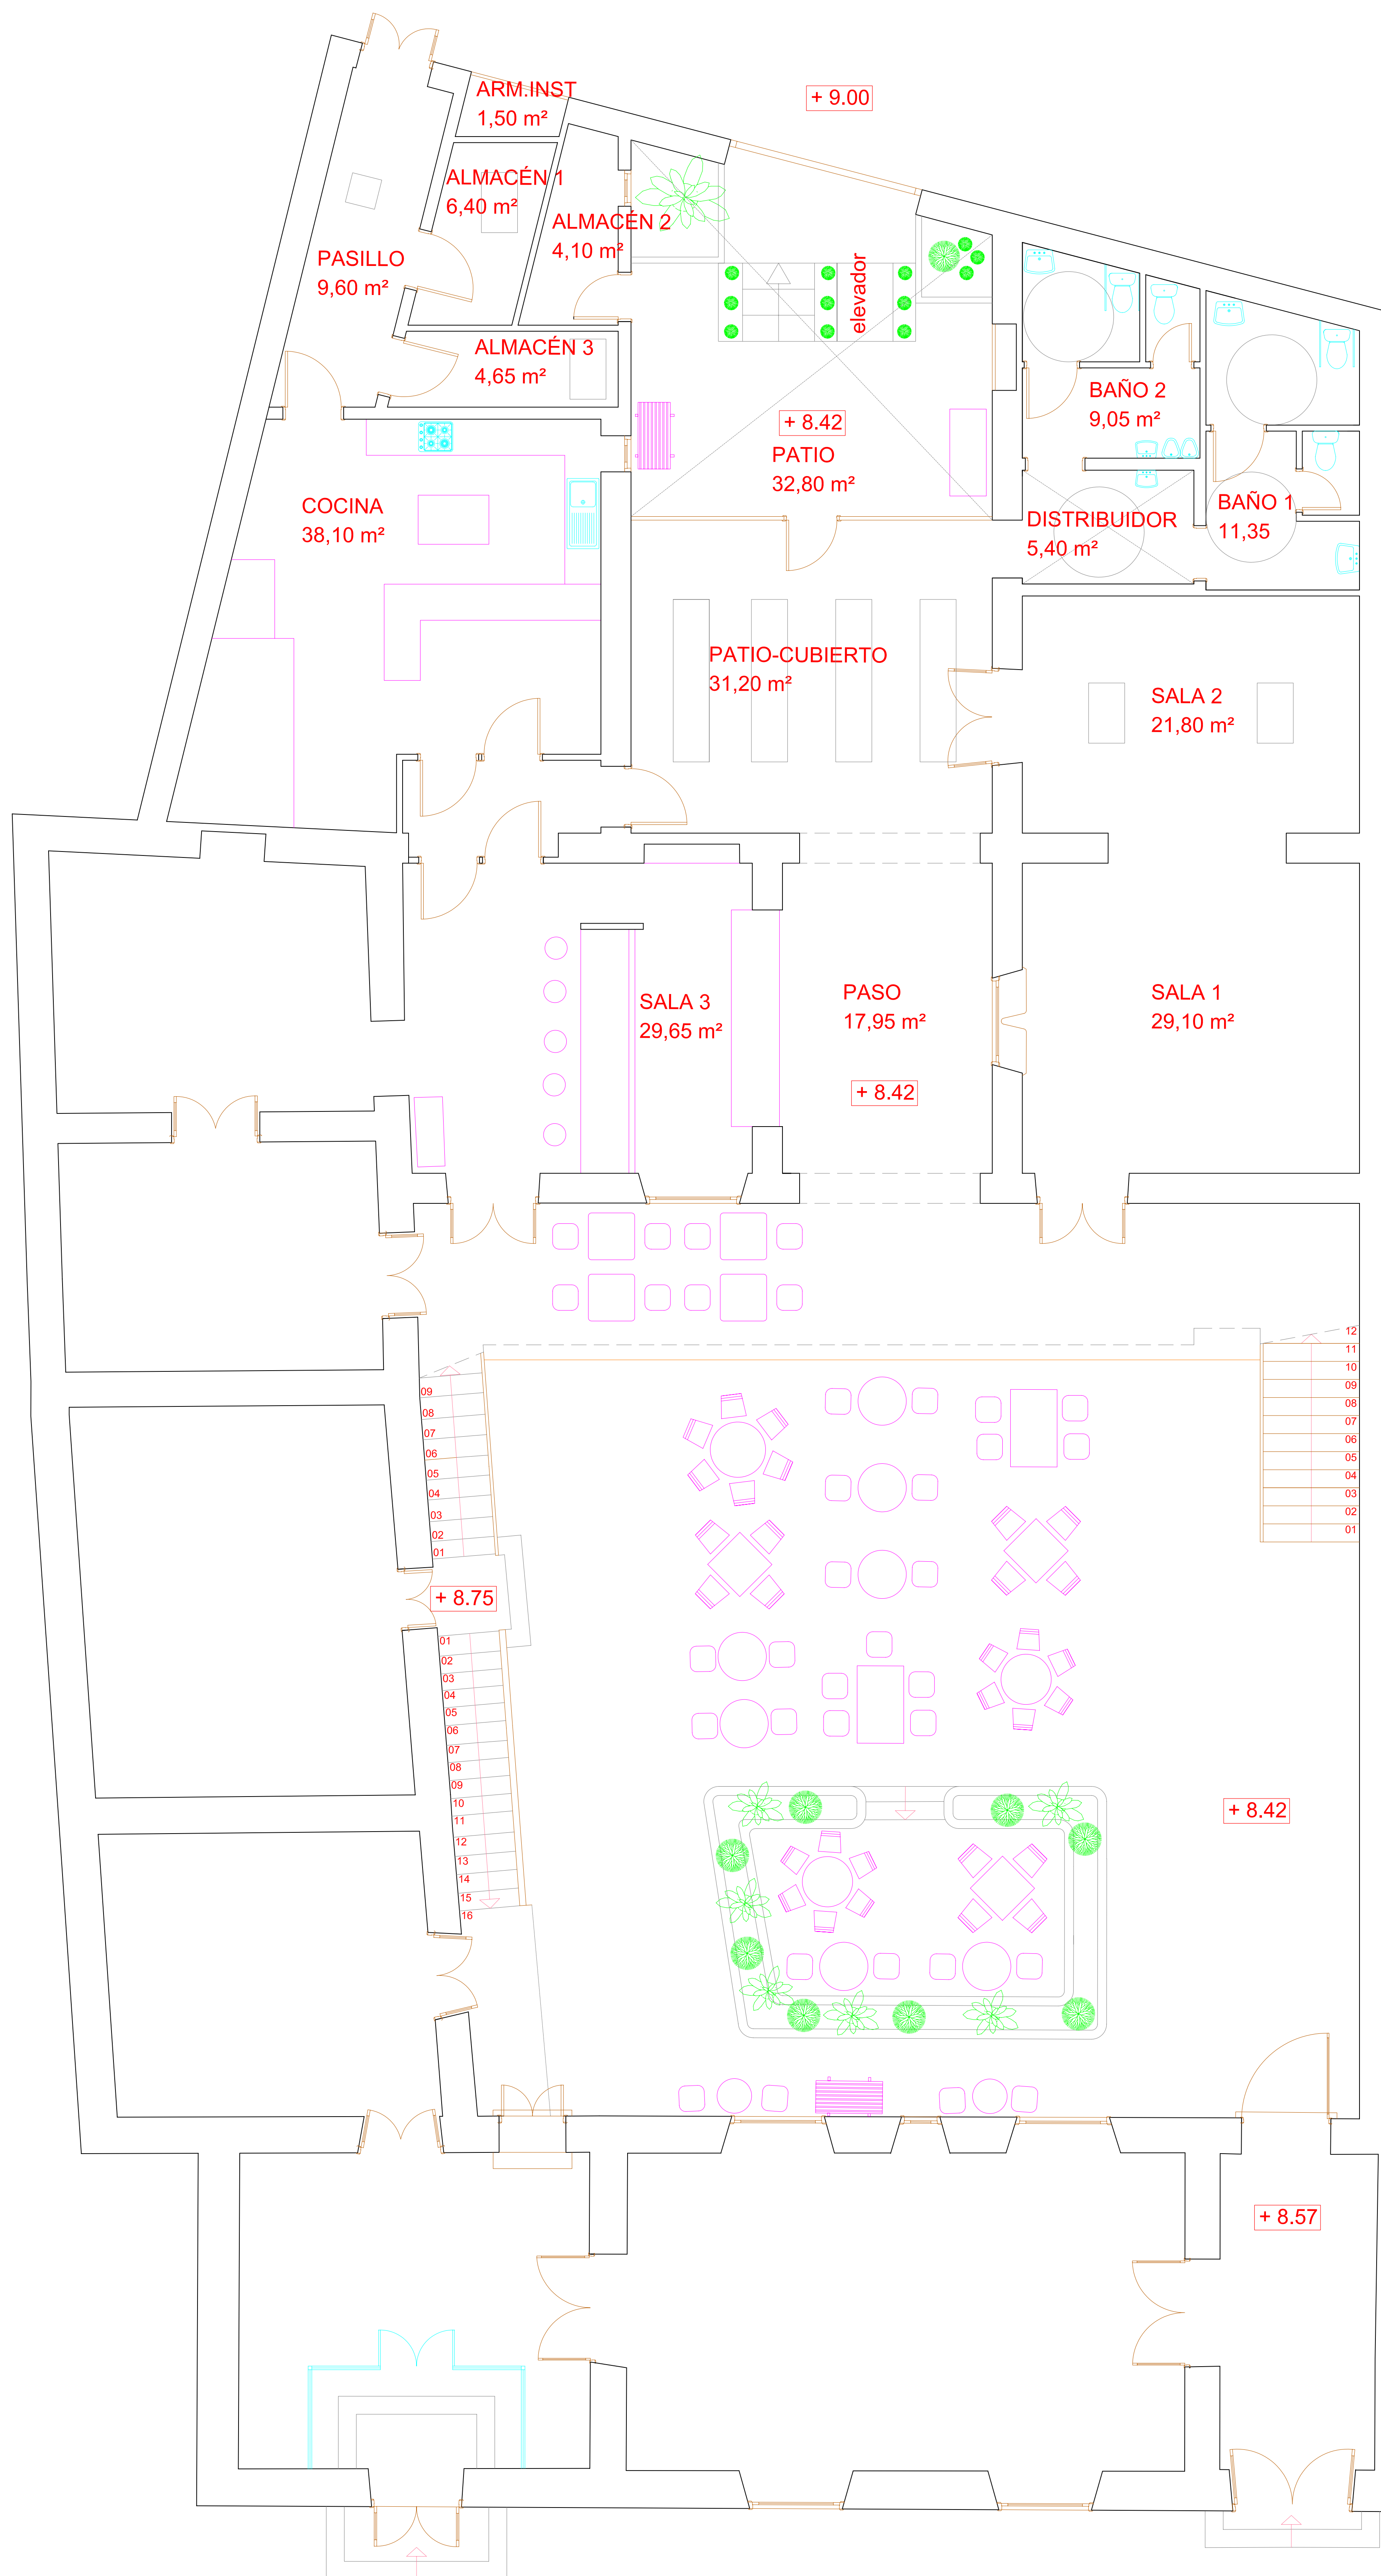 + 9.00
ARM.INST
1,50 m²
ALMACÉN 1
6,40 m²
ALMACÉN 2
4,10 m²
PASILLO
9,60 m²
elevador
ALMACÉN 3
4,65 m²
BAÑO 2
9,05 m²
+ 8.42
PATIO
32,80 m²
COCINA
38,10 m²
DISTRIBUIDOR
5,40 m²
BAÑO 1
11,35
PATIO-CUBIERTO
31,20 m²
SALA 2
21,80 m²
SALA 3
29,65 m²
PASO
17,95 m²
SALA 1
29,10 m²
+ 8.42
12
11
10
09
08
07
06
05
04
03
02
01
09
08
07
06
05
04
03
02
01
+ 8.75
01
02
03
04
05
06
07
08
09
10
11
12
13
14
15
16
+ 8.42
+ 8.57